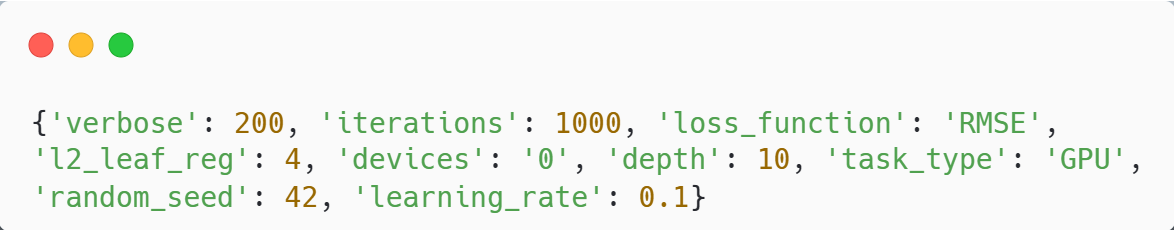 {'verbose': 200, 'iterations': 1000, 'loss_function': 'RMSE',
'l2_leaf_reg': 4, 'devices': '0', 'depth': 10, 'task_type': 'GPU',
'random_seed': 42, 'learning_rate': 0.1}